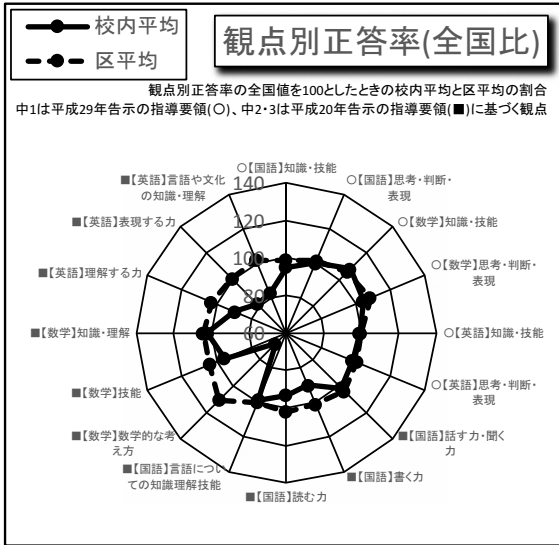 校内平均
区平均
観点別正答率(全国比)
観点別正答率の全国値を100としたときの校内平均と区平均の割合
中1は平成29年告示の指導要領(○)、中2・3は平成20年告示の指導要領(■)に基づく観点
○【国語】知識・技能
○【国語】思考・判断・
表現
○【数学】知識・技能
○【数学】思考・判断・
表現
○【英語】知識・技能
○【英語】思考・判断・
表現
■【国語】話す力・聞く
力
■【国語】書く力
■【国語】読む力
■【国語】言語につい
ての知識理解技能
■【数学】数学的な考
え方
■【数学】技能
■【数学】知識・理解
■【英語】理解する力
■【英語】表現する力
■【英語】言語や文化
の知識・理解
140
120
100
80
60